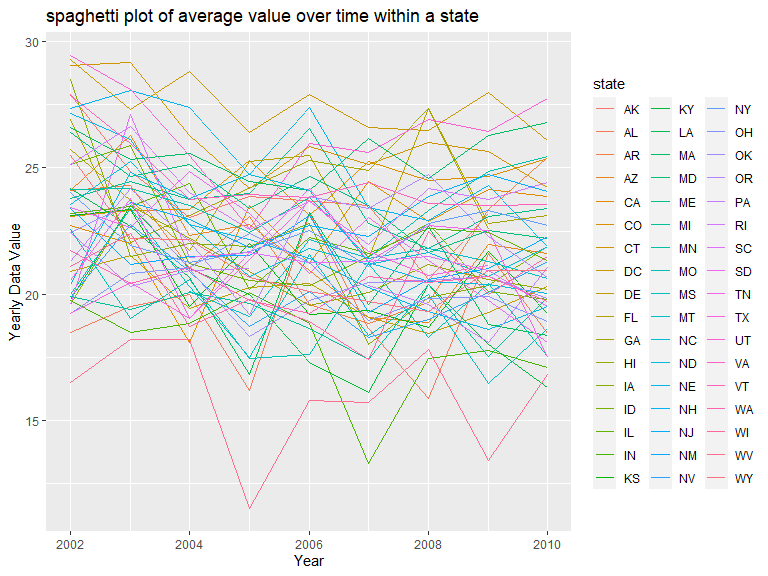 spaghetti plot of average value over time within a state
30
25
20
15
Yearly Data Value
2002
2004
2006
2008
2010
Year
state
AK
AL
AR
AZ
CA
CO
CT
DC
DE
FL
GA
HI
IA
ID
IL
IN
KS
KY
LA
MA
MD
ME
MI
MN
MO
MS
MT
NC
ND
NE
NH
NJ
NM
NV
NY
OH
OK
OR
PA
RI
SC
SD
TN
TX
UT
VA
VT
WA
WI
WV
WY